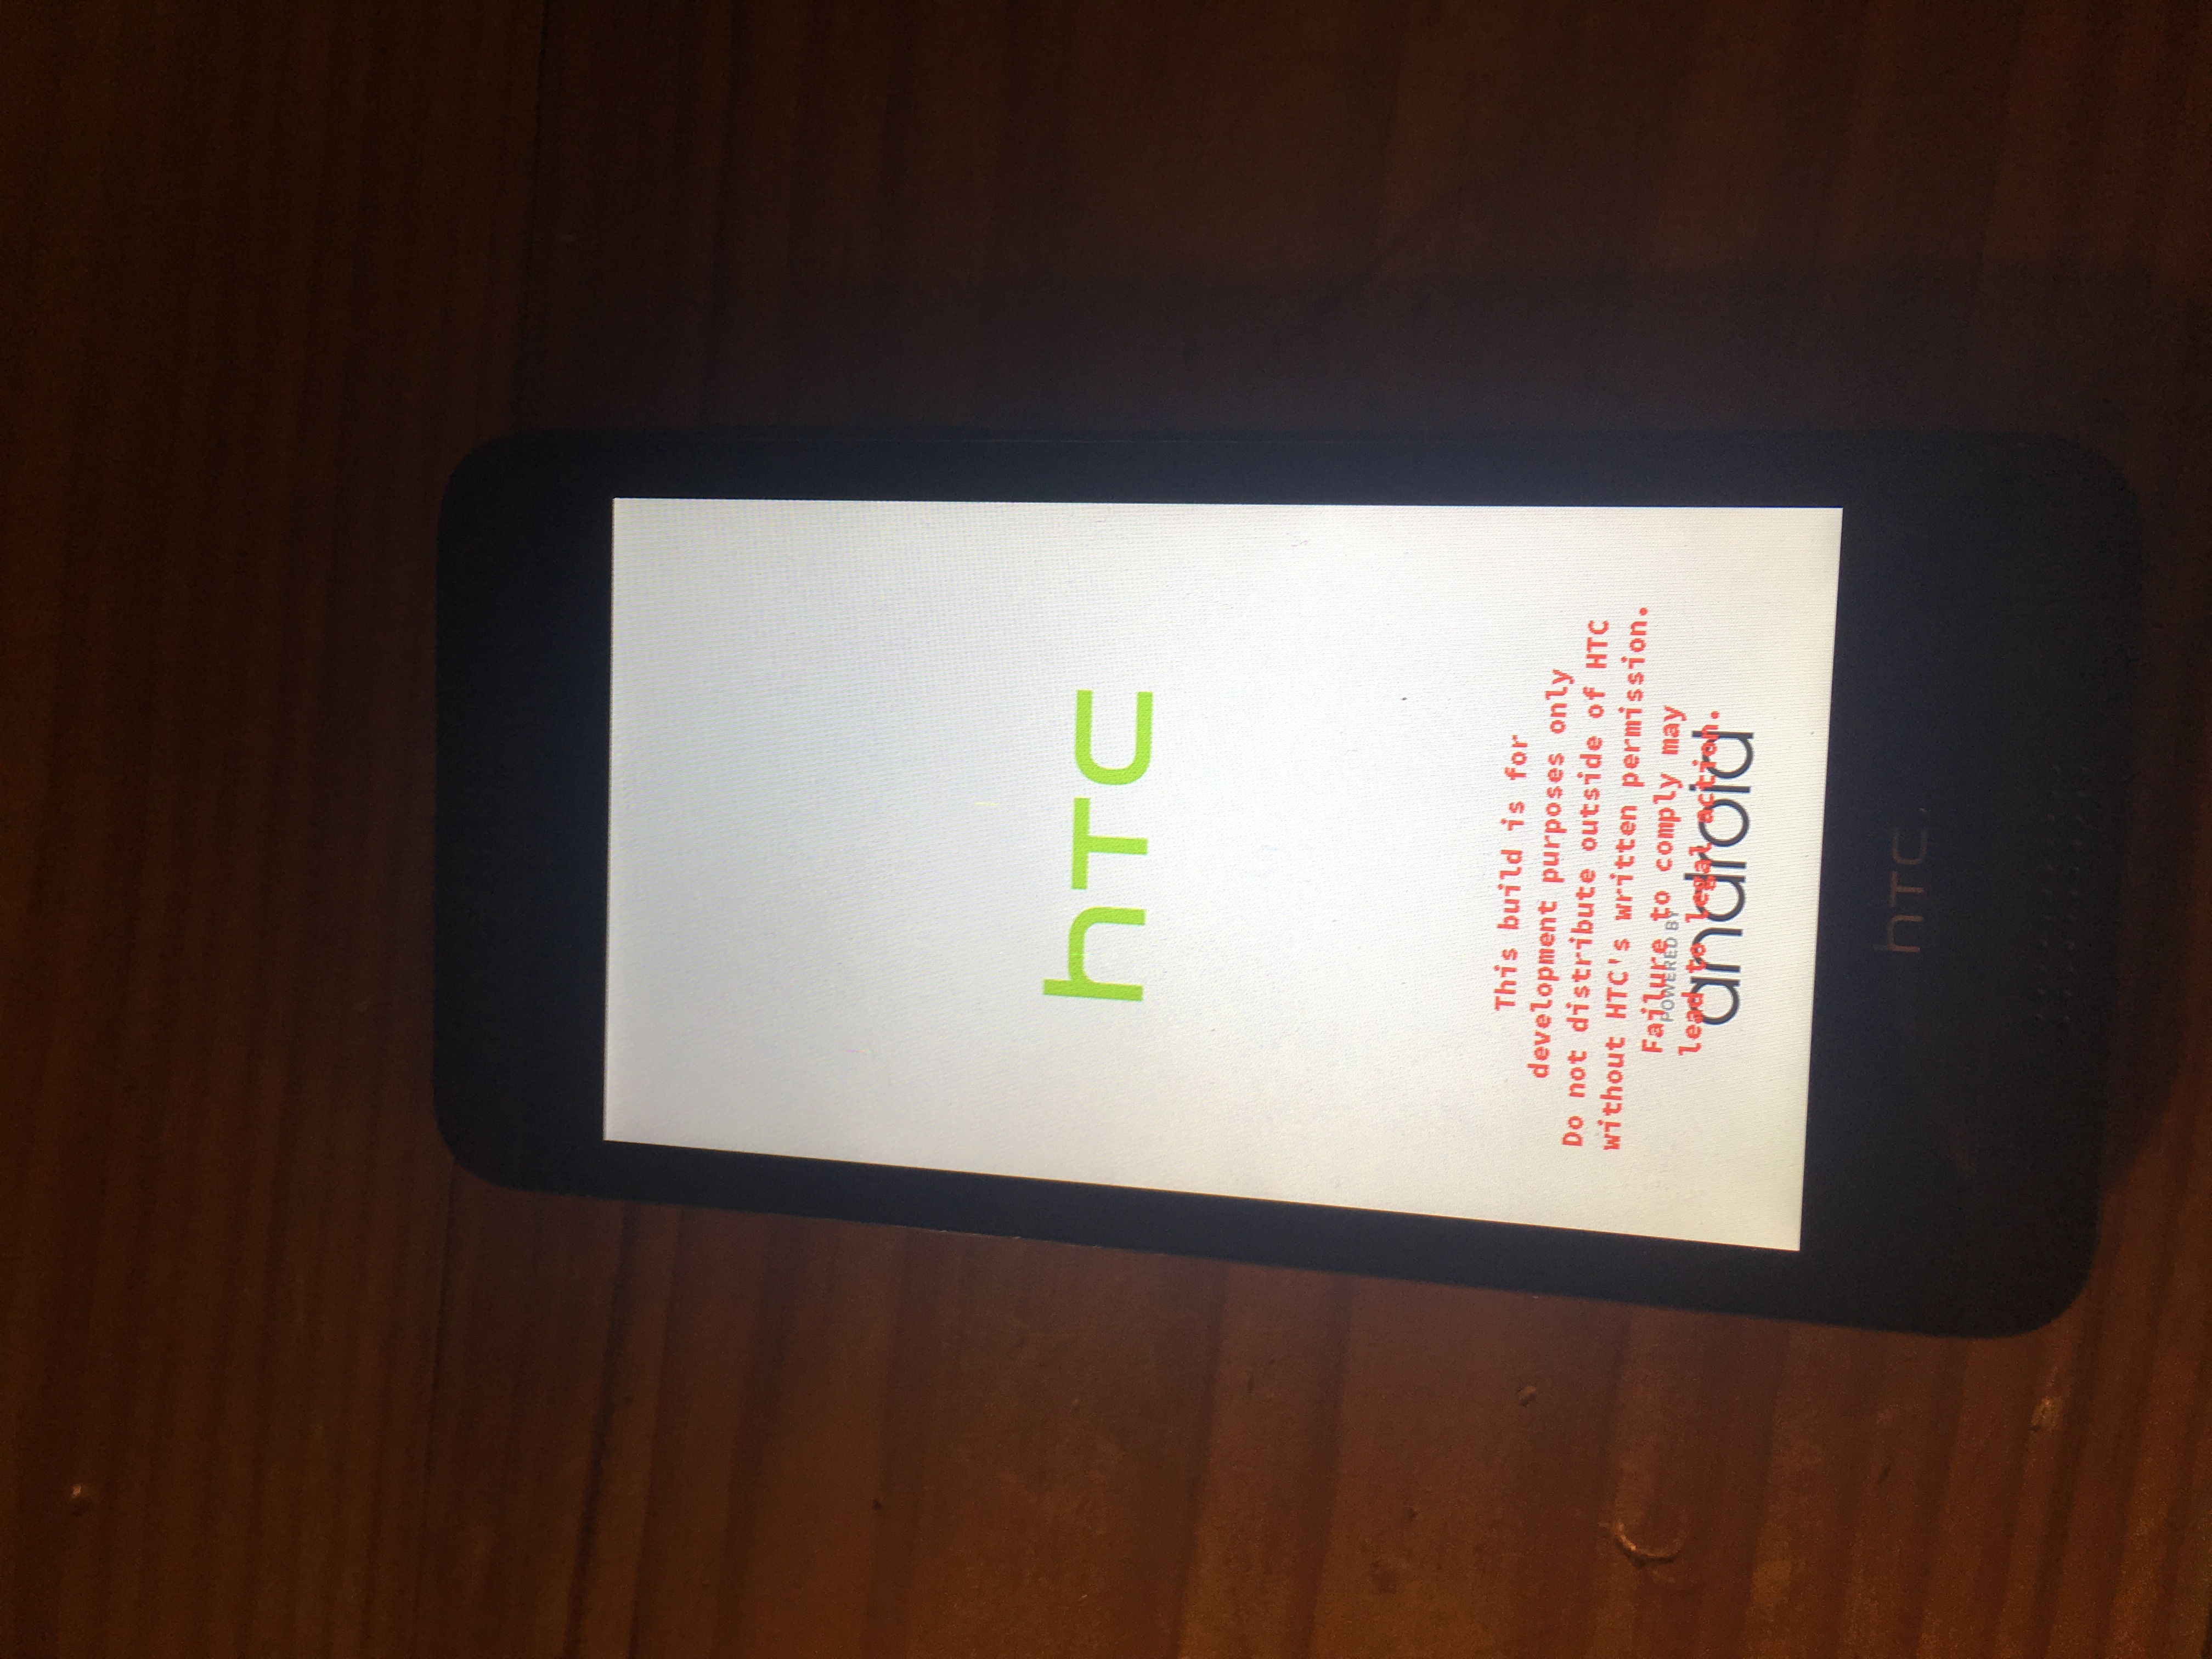 hTC
This build is for
development purposes only
Do not distribute outside of HTC
without HTC's written permission.
Failure to comply may
lead to legal action.
POWERED BY
android
hTC